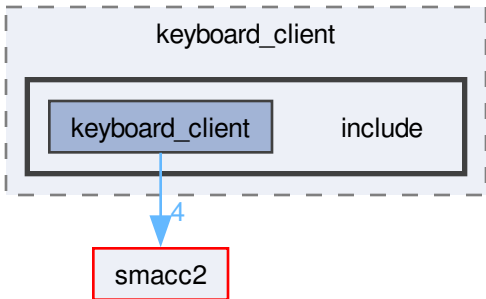 keyboard_client
keyboard_client include
4
smacc2